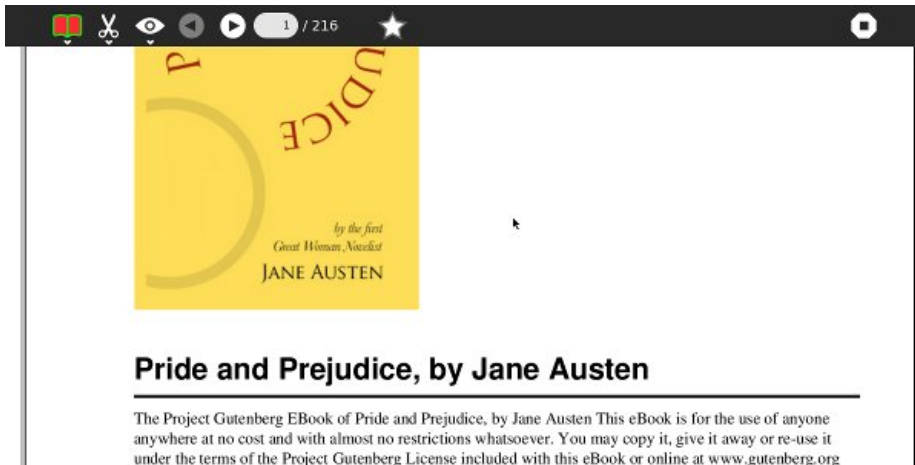 1 / 216
P
UDICE
by the first
Great Woman Novelist
JANE AUSTEN
Pride and Prejudice, by Jane Austen
The Project Gutenberg EBook of Pride and Prejudice, by Jane Austen This eBook is for the use of anyone
anywhere at no cost and with almost no restrictions whatsoever. You may copy it, give it away or re-use it
under the terms of the Project Gutenberg License included with this eBook or online at www.gutenberg.org